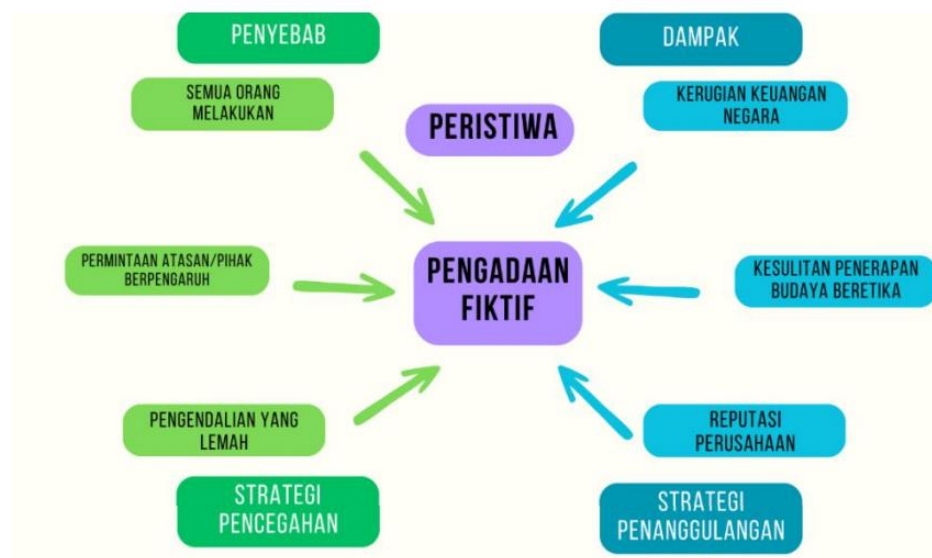 PENYEBAB
DAMPAK
SEMUA ORANG
MELAKUKAN
KERUGIAN KEUANGAN
NEGARA
PERISTIWA
PERMINTAAN ATASAN/PIHAK
BERPENGARUH
PENGADAAN
FIKTIF
KESULITAN PENERAPAN
BUDAYA BERETIKA
PENGENDALIAN YANG
LEMAH
REPUTASI
PERUSAHAAN
STRATEGI
PENCEGAHAN
STRATEGI
PENANGGULANGAN